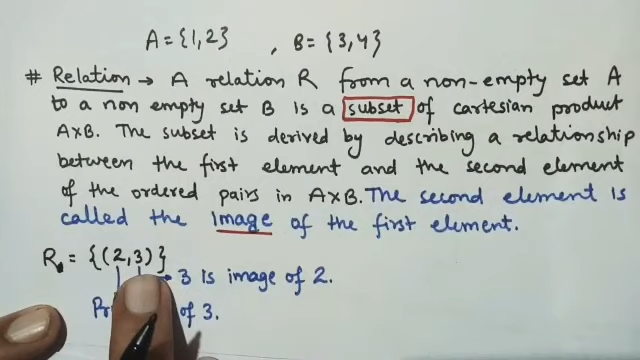 A = {1,2} , B = {3,4}
# Relation → A relation R from a non-empty set A
to a non empty set B is a subset of cartesian product
A×B. The subset is derived by describing a relationship
between the first element and the second element
of the ordered pairs in A×B. The second element is
called the image of the first element.
R = {(2,3)}
→ 3 is image of 2.
of 3.